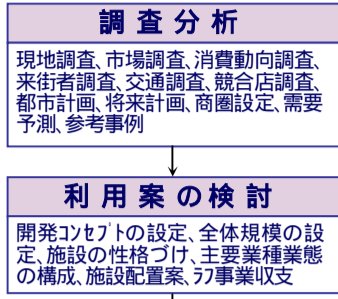 調査分析
現地調査、市場調査、消費動向調査、
来街者調査、交通調査、競合店調査、
都市計画、将来計画、商圏設定、需要
予測、参考事例
利用案の検討
開発ｺﾝｾﾌﾟﾄの設定、全体規模の設
定、施設の性格づけ、主要業種業態
の構成、施設配置案、ﾗﾌ事業収支